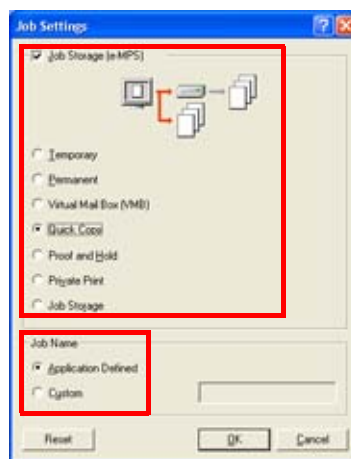 Job Settings
Job Storage (e-MPS)
Temporary
Permanent
Virtual Mail Box (VMB)
Quick Copy
Proof and Hold
Private Print
Job Storage
Job Name
Application Defined
Custom
Reset
OK
Cancel